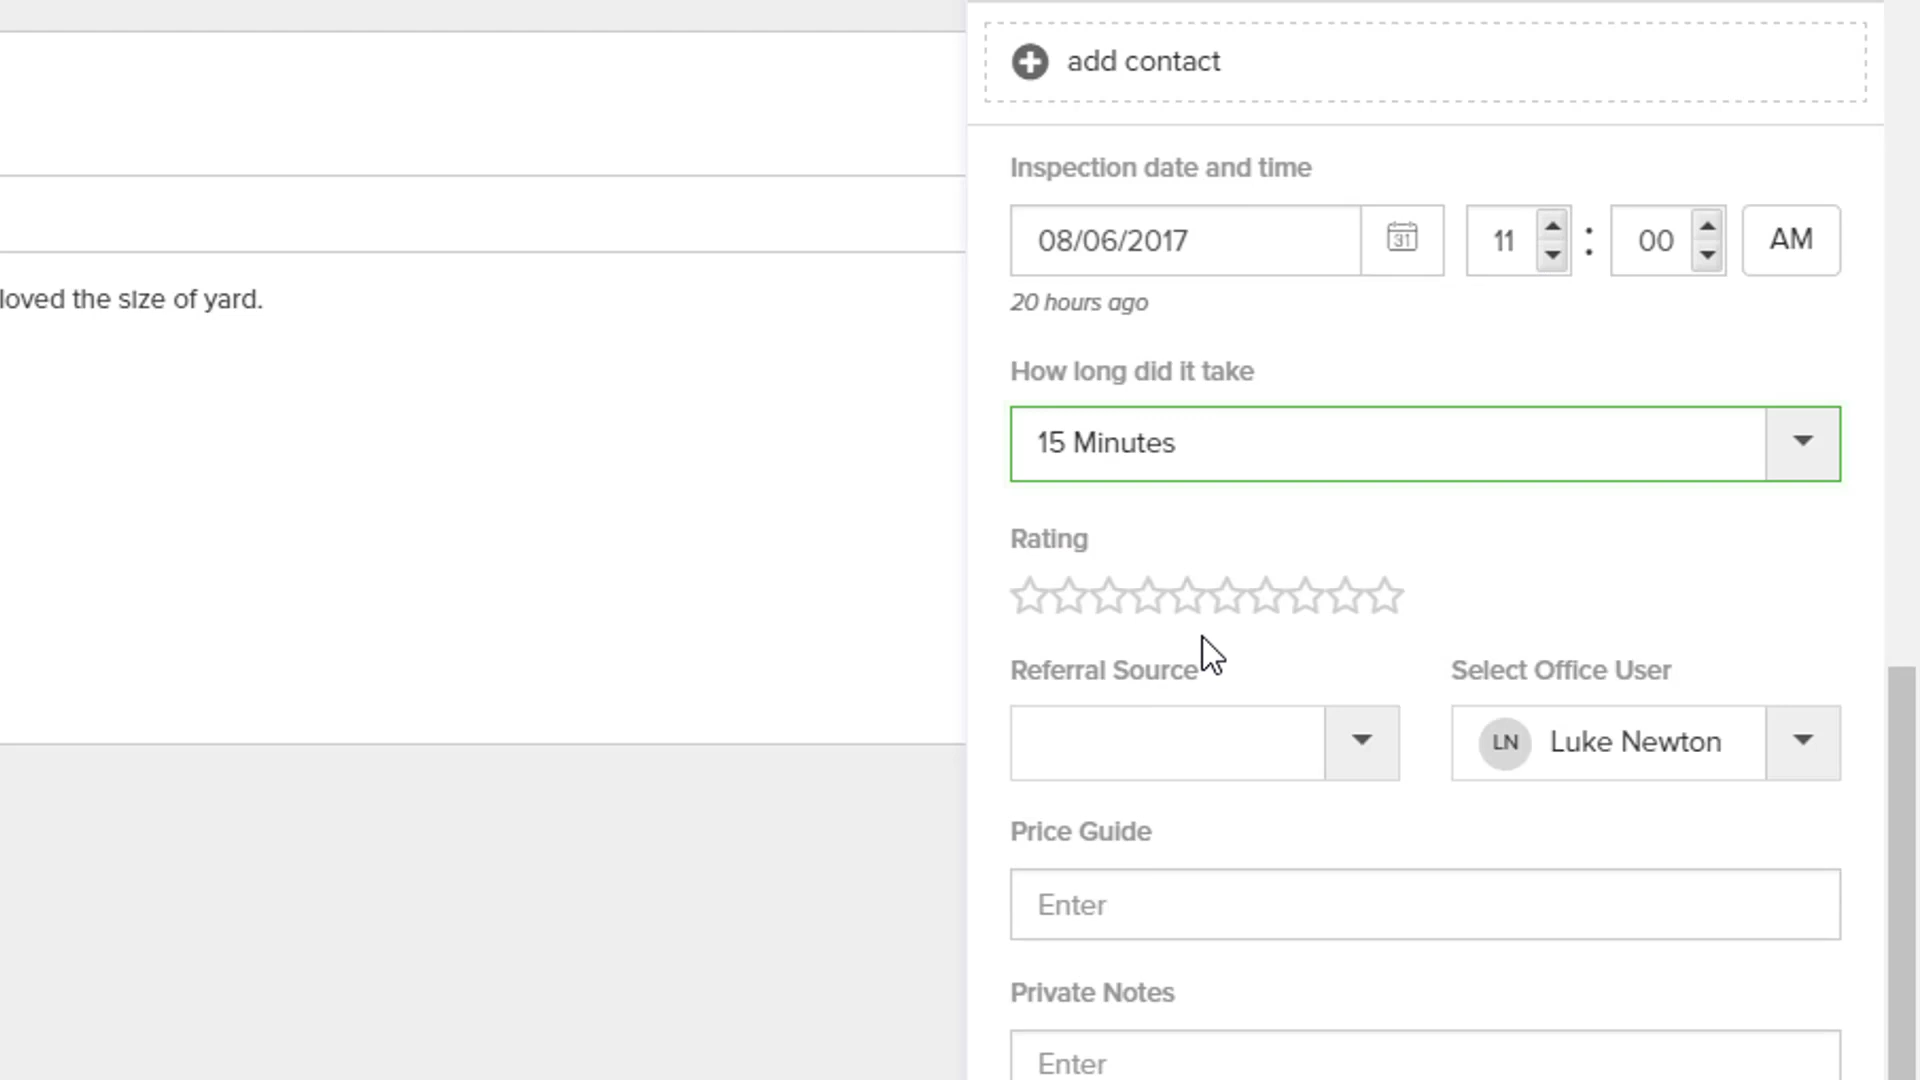 add contact
Inspection date and time
08/06/2017 31 11 : 00 AM
20 hours ago
loved the size of yard.
How long did it take
15 Minutes
Rating
Referral Source
Select Office User
LN Luke Newton
Price Guide
Enter
Private Notes
Enter